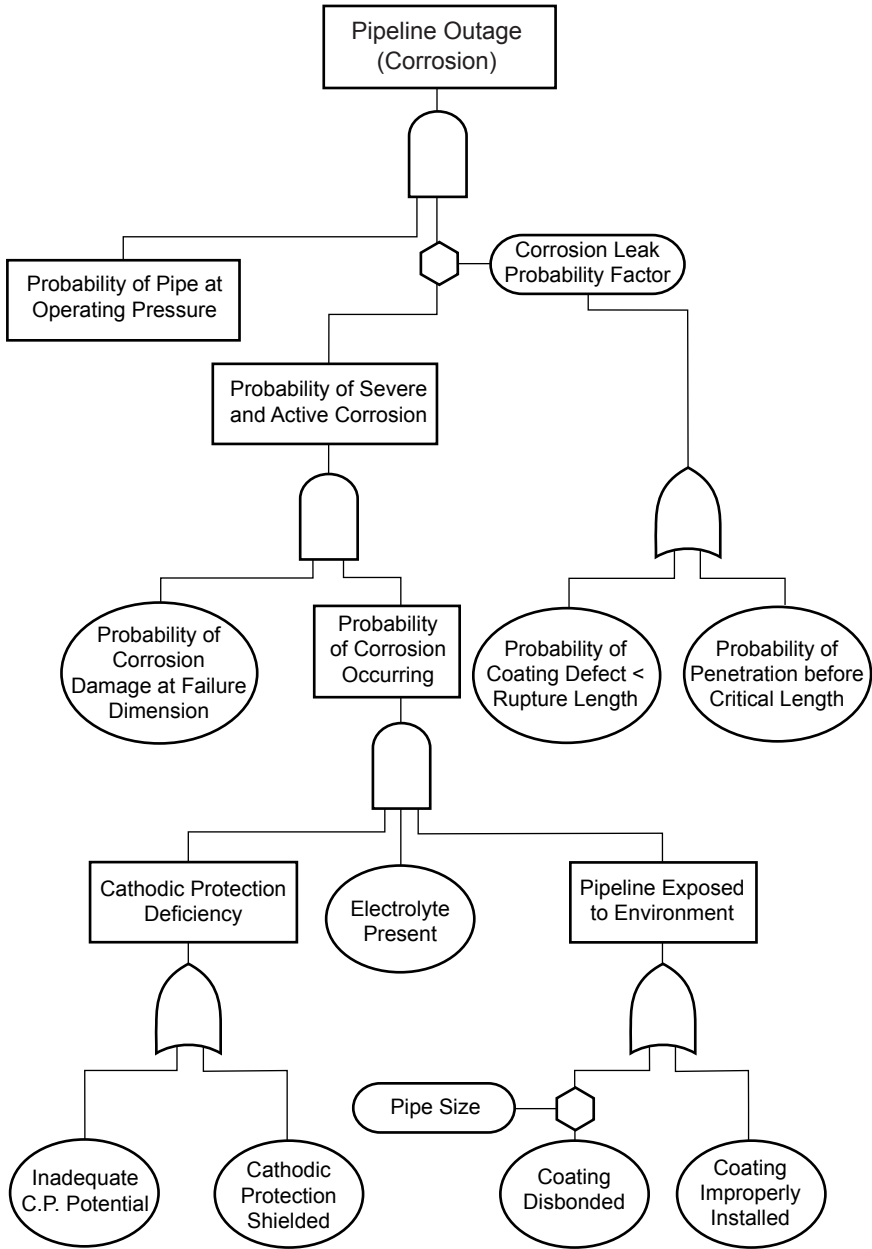 Pipeline Outage
(Corrosion)
Corrosion Leak
Probability Factor
Probability of Pipe at
Operating Pressure
Probability of Severe
and Active Corrosion
Probability of
Corrosion
Damage at Failure
Dimension
Probability
of Corrosion
Occurring
Probability of
Coating Defect <
Rupture Length
Probability of
Penetration before
Critical Length
Cathodic Protection
Deficiency
Electrolyte
Present
Pipeline Exposed
to Environment
Pipe Size
Inadequate
C.P. Potential
Cathodic
Protection
Shielded
Coating
Disbonded
Coating
Improperly
Installed